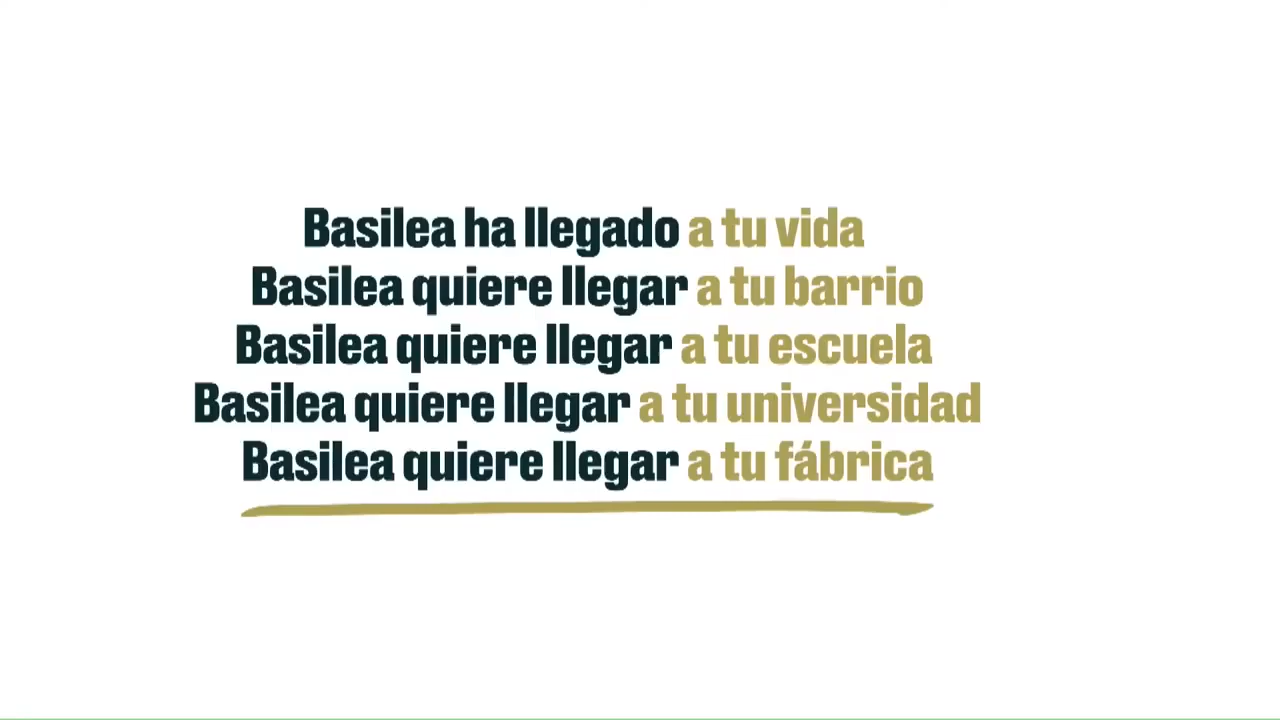 Basilea ha llegado a tu vida
Basilea quiere llegar a tu barrio
Basilea quiere llegar a tu escuela
Basilea quiere llegar a tu universidad
Basilea quiere llegar a tu fábrica